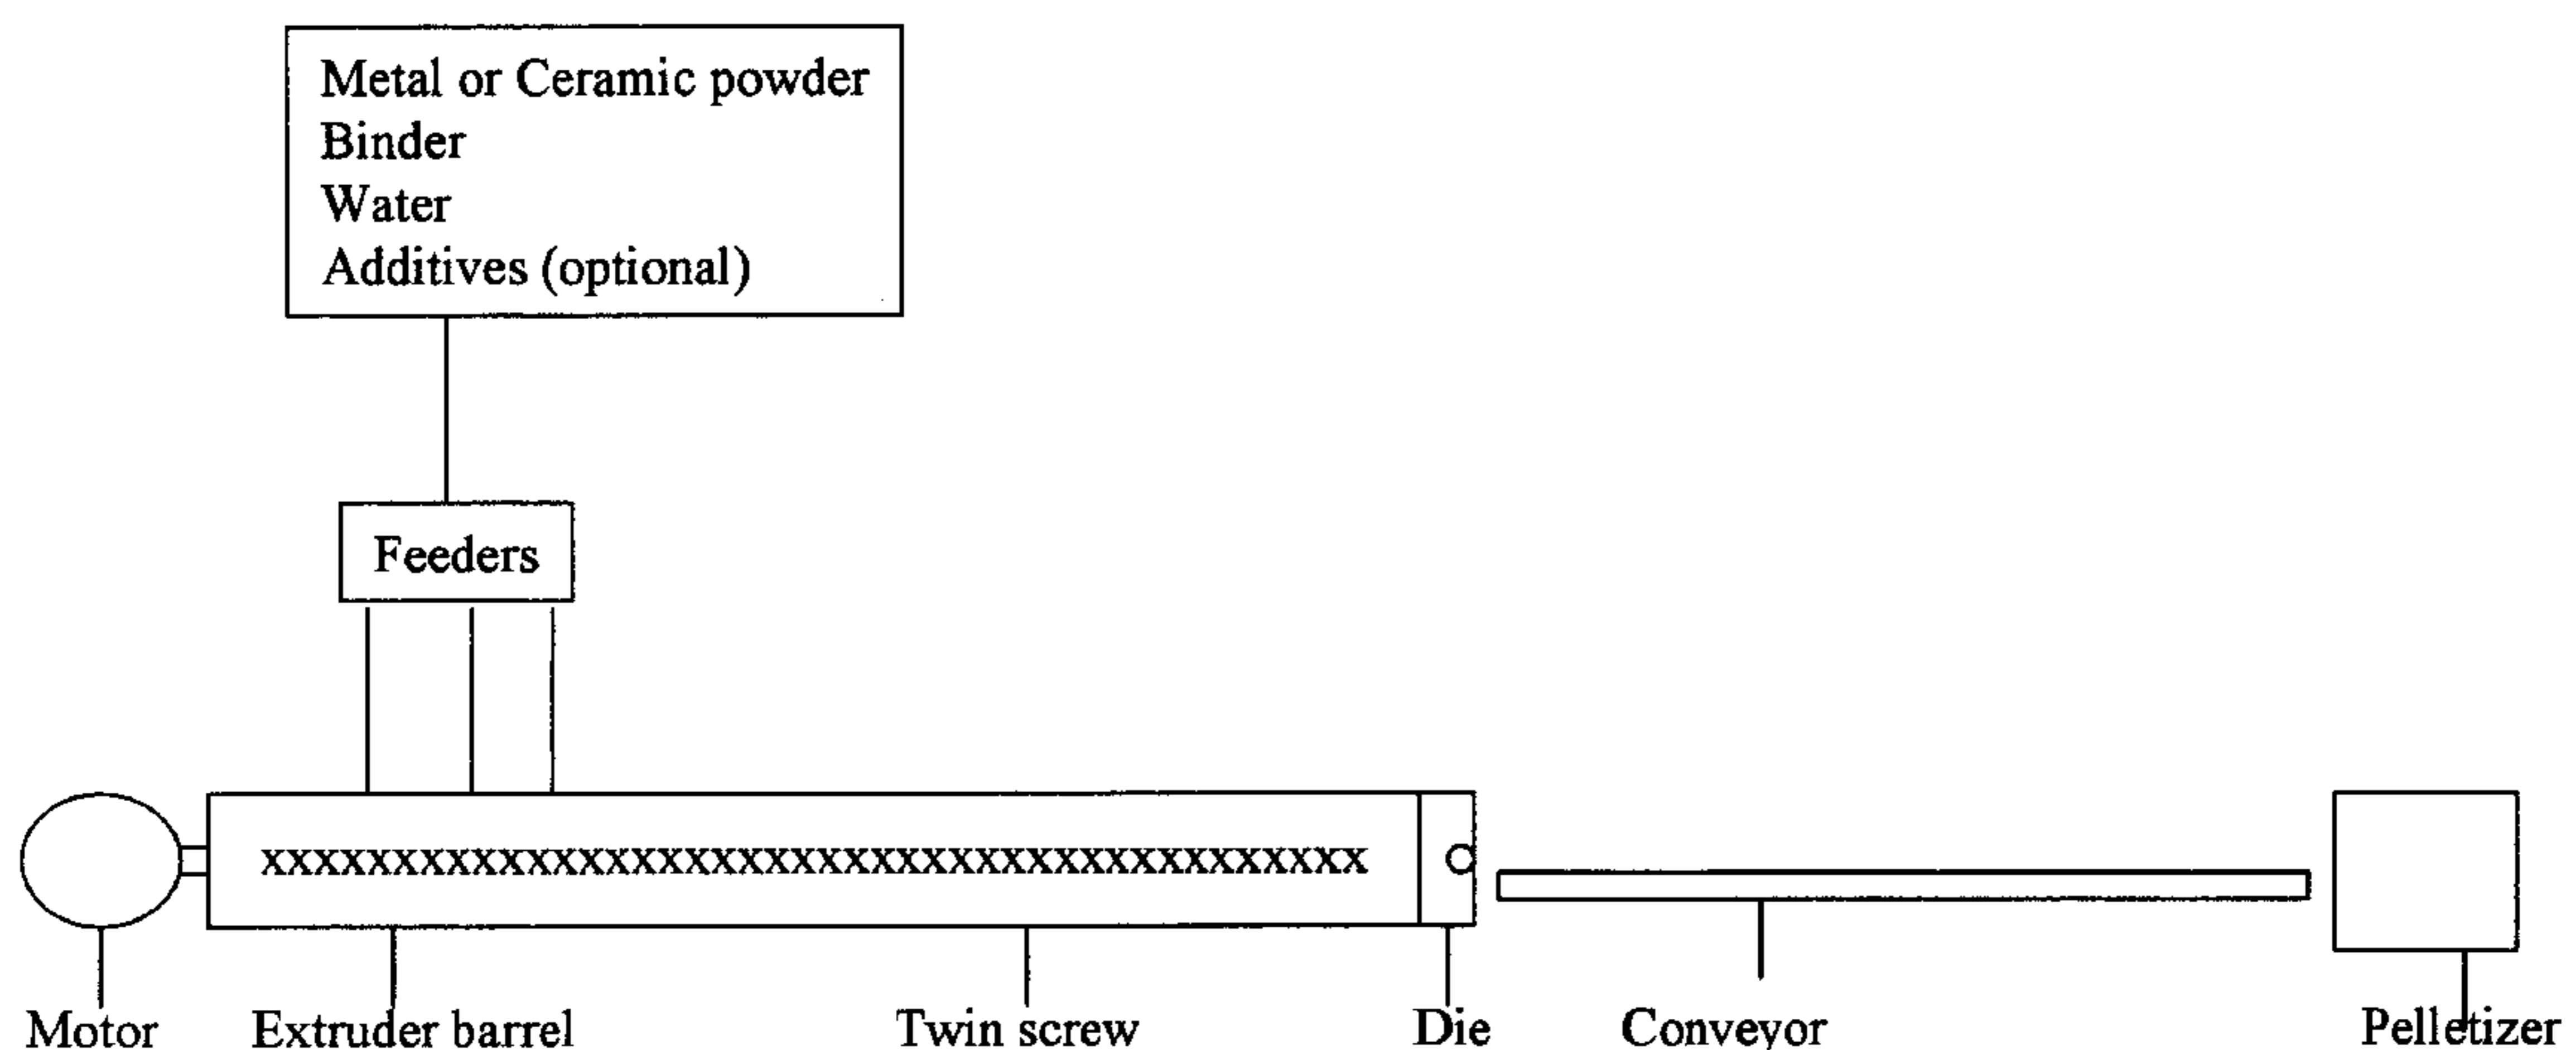 Metal or Ceramic powder
Binder
Water
Additives (optional)
Feeders
xxxxxxxxxxxxxxxxxxxxxxxxxxxxxxxxxxxxxxxxxx
Motor Extruder barrel Twin screw Die Conveyor Pelletizer